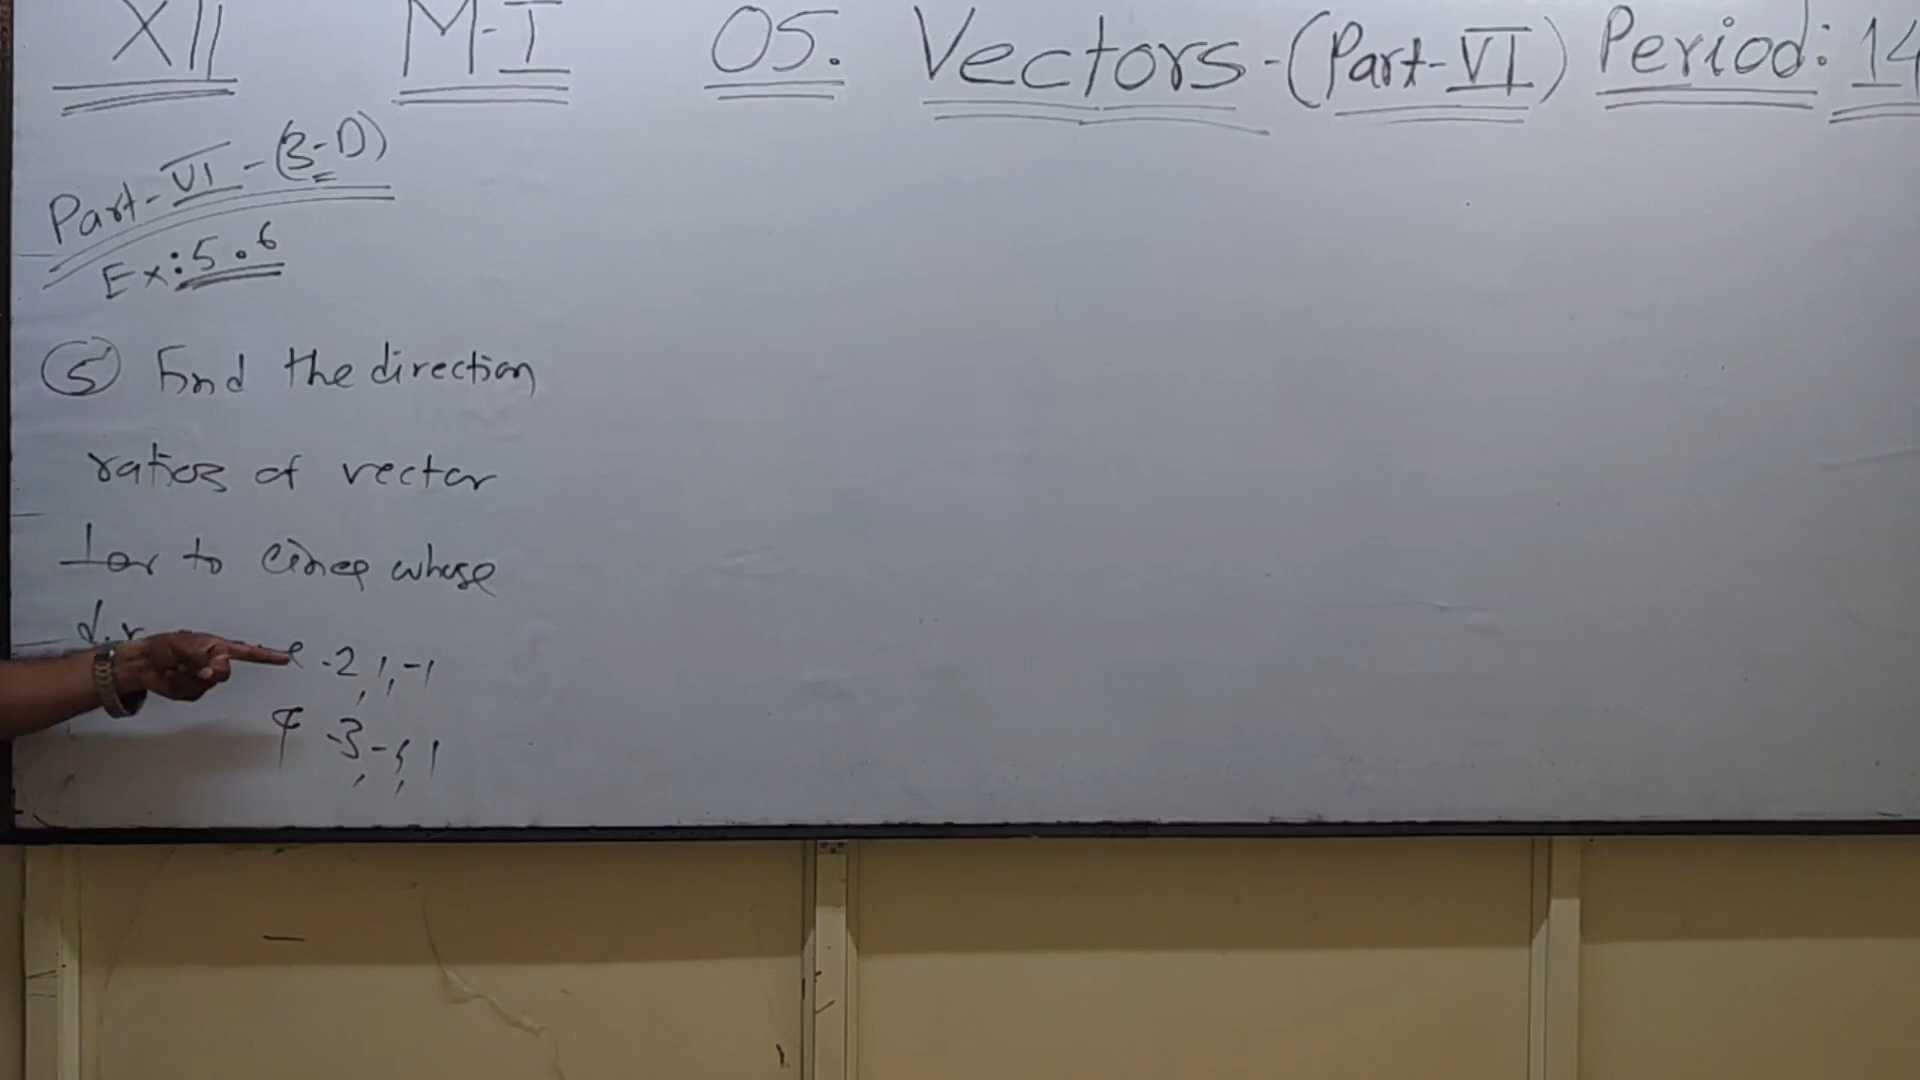 XII M-I 05. Vectors-(Part-VI) Period: 14
Part-VI-(3-D)
Ex:5.6
(5) Find the direction
ratios of vector
⊥ar to lines whose
d.r
-2, 1, -1
& -3, -4, 1